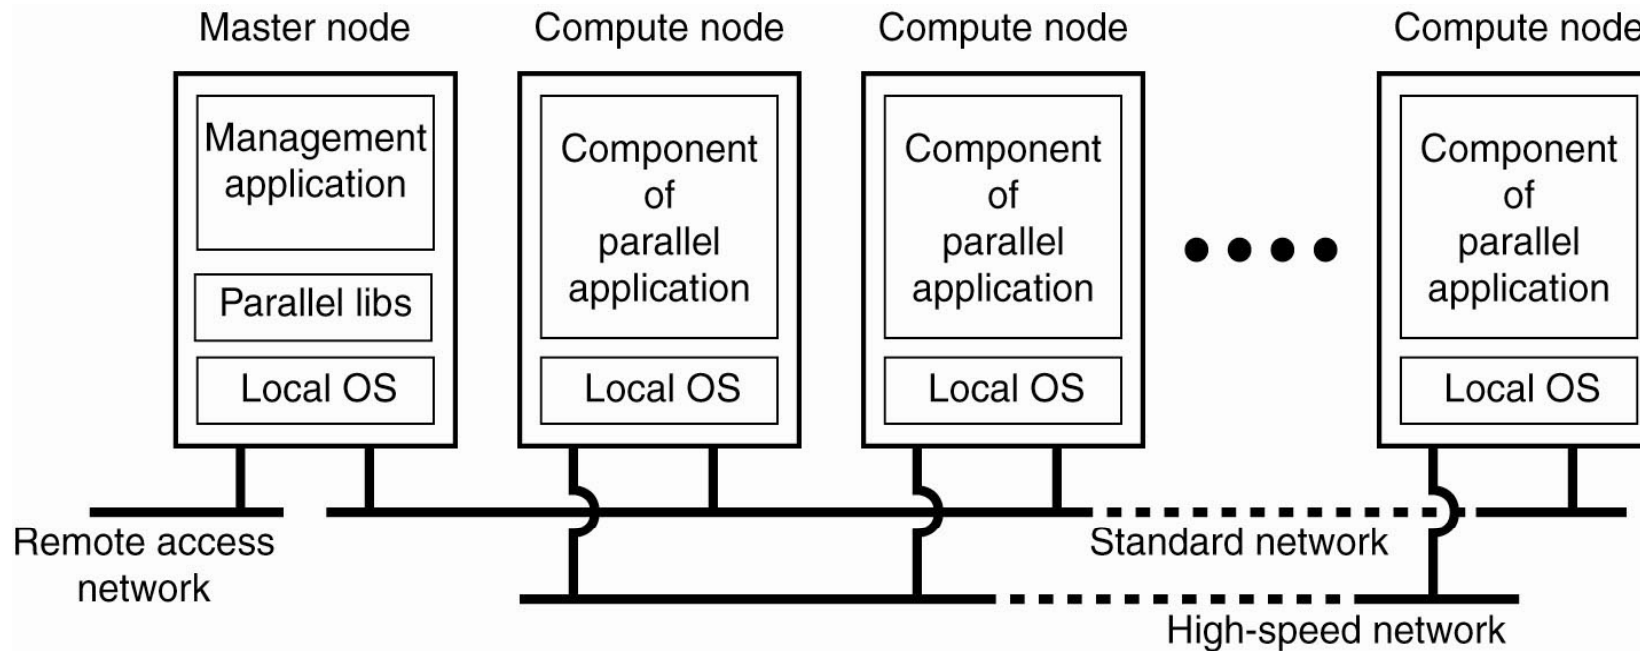 Master node
Compute node
Compute node
Compute node
Management
application
Parallel libs
Local OS
Component
of
parallel
application
Local OS
Component
of
parallel
application
Local OS
Component
of
parallel
application
Local OS
Remote access
network
Standard network
High-speed network